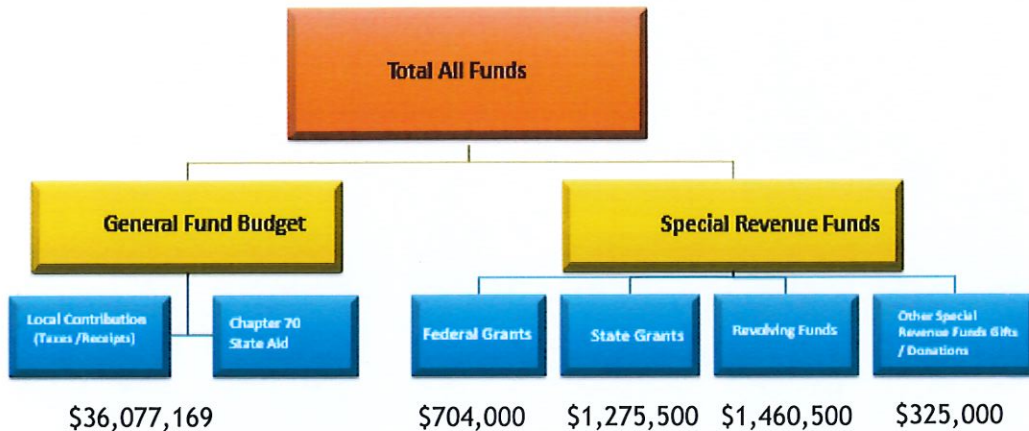 Total All Funds
General Fund Budget
Special Revenue Funds
Local Contribution
(Taxes /Receipts)
Chapter 70
State Aid
Federal Grants
State Grants
Revolving Funds
Other Special
Revenue Funds Gifts
/ Donations
$36,077,169
$704,000
$1,275,500
$1,460,500
$325,000